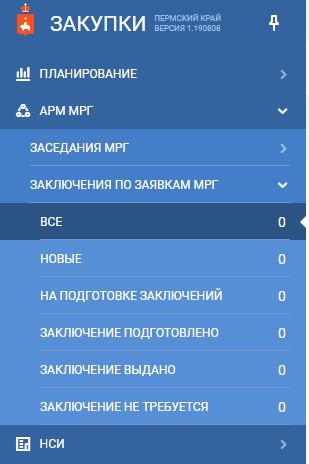 ЗАКУПКИ
ПЕРМСКИЙ КРАЙ
ВЕРСИЯ 1.190808
ПЛАНИРОВАНИЕ
АРМ МРГ
ЗАСЕДАНИЯ МРГ
ЗАКЛЮЧЕНИЯ ПО ЗАЯВКАМ МРГ
ВСЕ 0
НОВЫЕ 0
НА ПОДГОТОВКЕ ЗАКЛЮЧЕНИЙ 0
ЗАКЛЮЧЕНИЕ ПОДГОТОВЛЕНО 0
ЗАКЛЮЧЕНИЕ ВЫДАНО 0
ЗАКЛЮЧЕНИЕ НЕ ТРЕБУЕТСЯ 0
НСИ